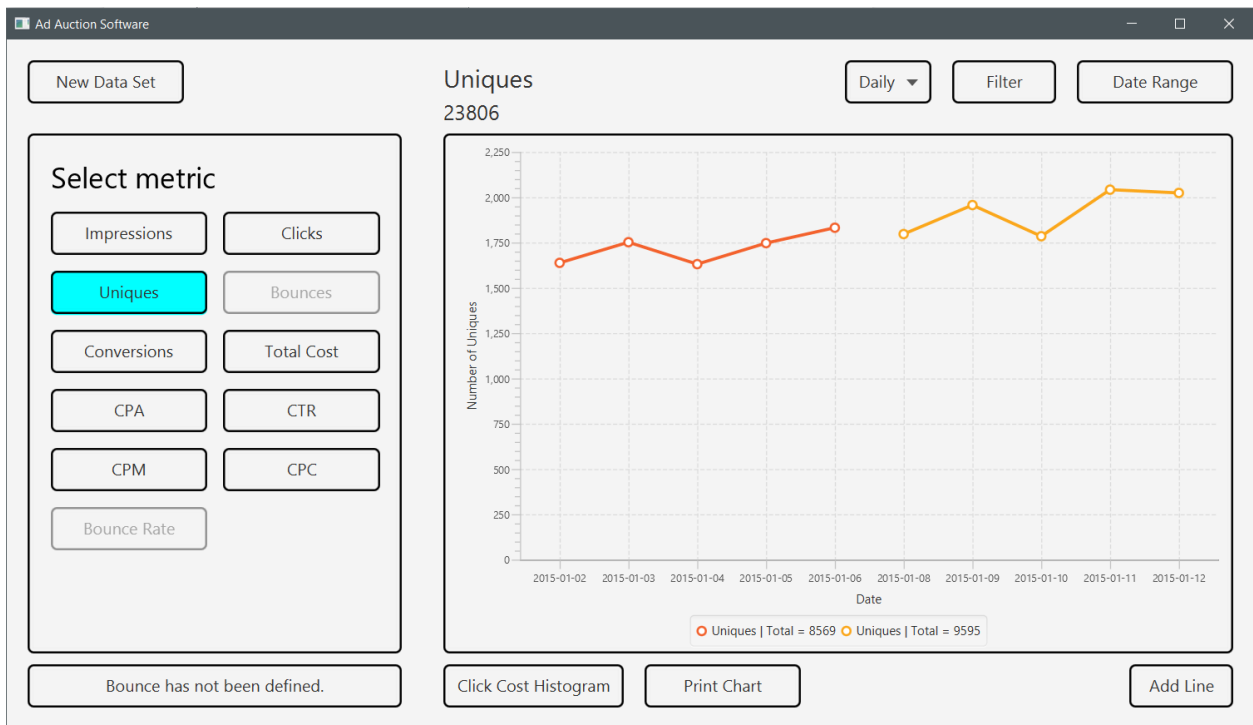 Ad Auction Software
New Data Set
Uniques
23806
Daily
Filter
Date Range
Select metric
Impressions
Clicks
Uniques
Bounces
Conversions
Total Cost
CPA
CTR
CPM
CPC
Bounce Rate
Bounce has not been defined.
Number of Uniques
2,250
2,000
1,750
1,500
1,250
1,000
750
500
250
0
2015-01-02 2015-01-03 2015-01-04 2015-01-05 2015-01-06 2015-01-08 2015-01-09 2015-01-10 2015-01-11 2015-01-12
Date
Uniques | Total = 8569 Uniques | Total = 9595
Click Cost Histogram
Print Chart
Add Line